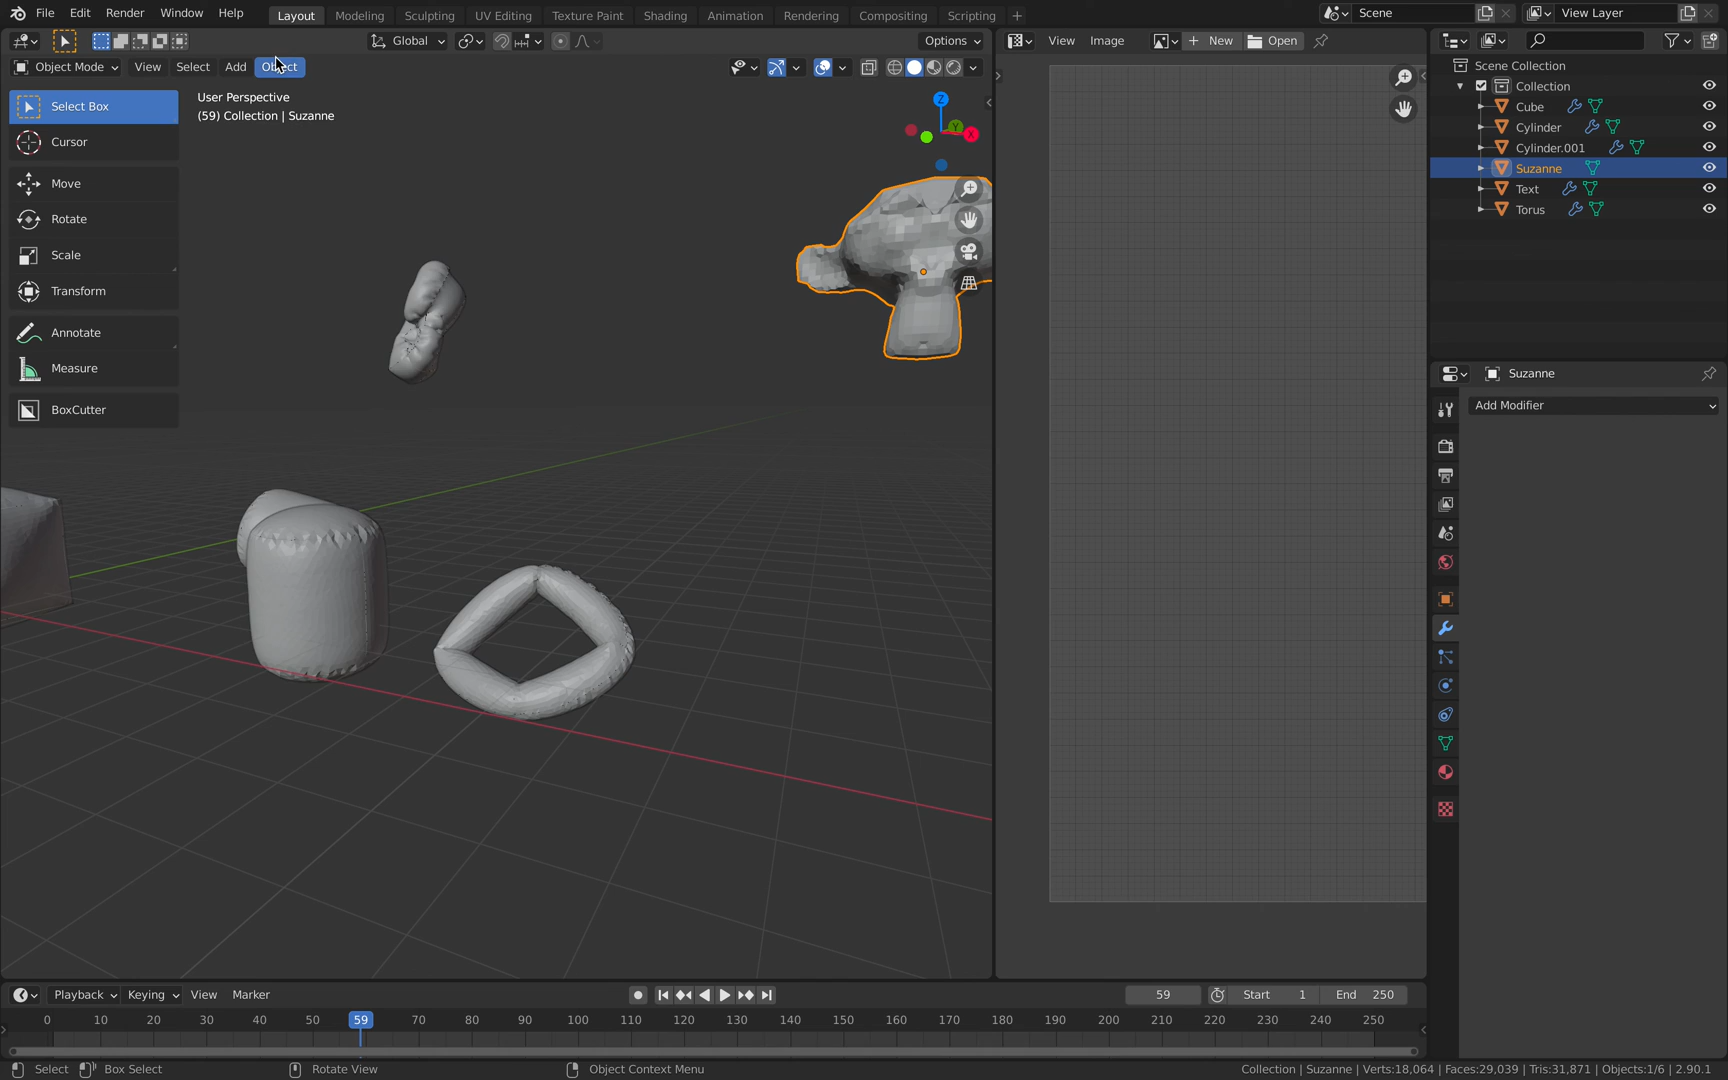 File Edit Render Window Help Layout Modeling Sculpting UV Editing Texture Paint Shading Animation Rendering Compositing Scripting + Scene View Layer
Global Options View Image New Open
Object Mode View Select Add Object
User Perspective
(59) Collection | Suzanne
Z
Y
X
Select Box
Cursor
Move
Rotate
Scale
Transform
Annotate
Measure
BoxCutter
Scene Collection
Collection
Cube
Cylinder
Cylinder.001
Suzanne
Text
Torus
Suzanne
Add Modifier
Playback Keying View Marker 59 Start 1 End 250
0 10 20 30 40 50 59 70 80 90 100 110 120 130 140 150 160 170 180 190 200 210 220 230 240 250
Select Box Select Rotate View Object Context Menu Collection | Suzanne | Verts:18,064 | Faces:29,039 | Tris:31,871 | Objects:1/6 | 2.90.1